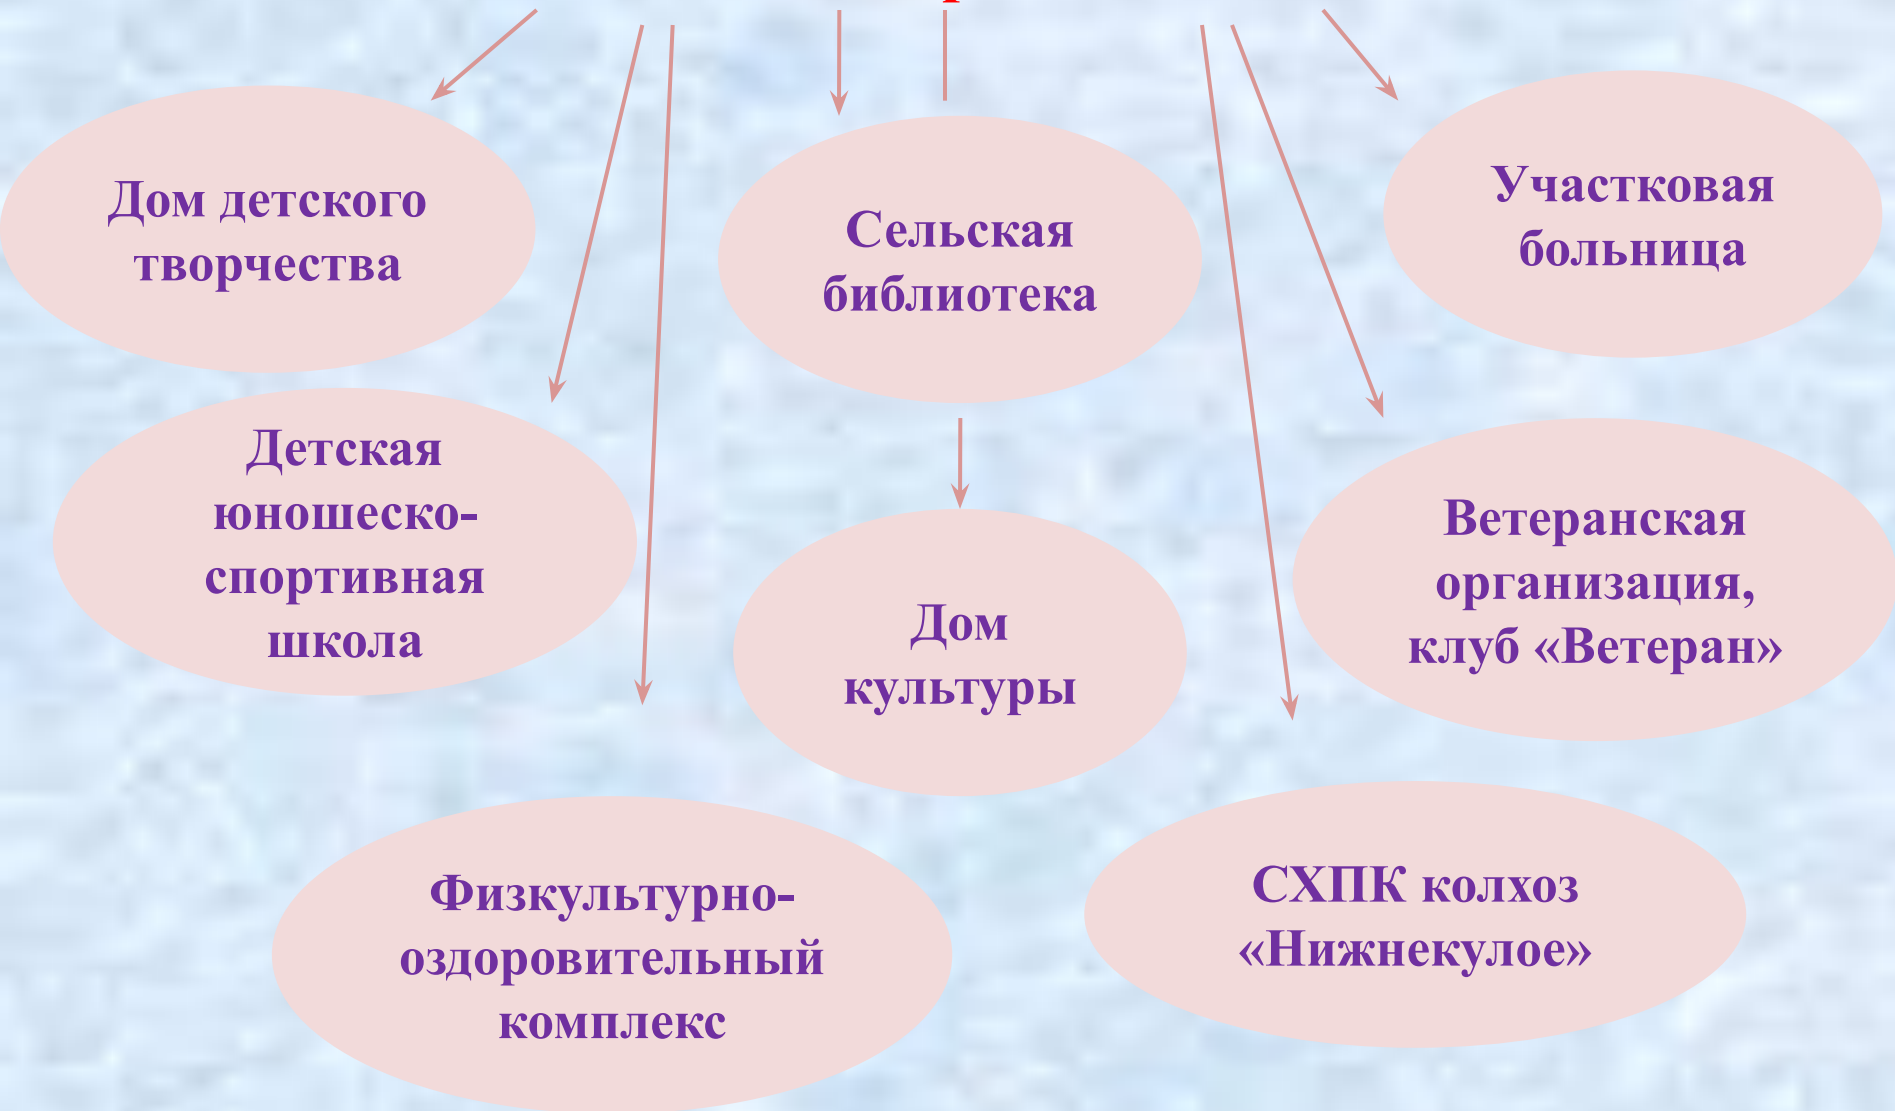 Дом детского
творчества
Сельская
библиотека
Участковая
больница
Детская
юношеско-
спортивная
школа
Дом
культуры
Ветеранская
организация,
клуб «Ветеран»
Физкультурно-
оздоровительный
комплекс
СХПК колхоз
«Нижнекулое»